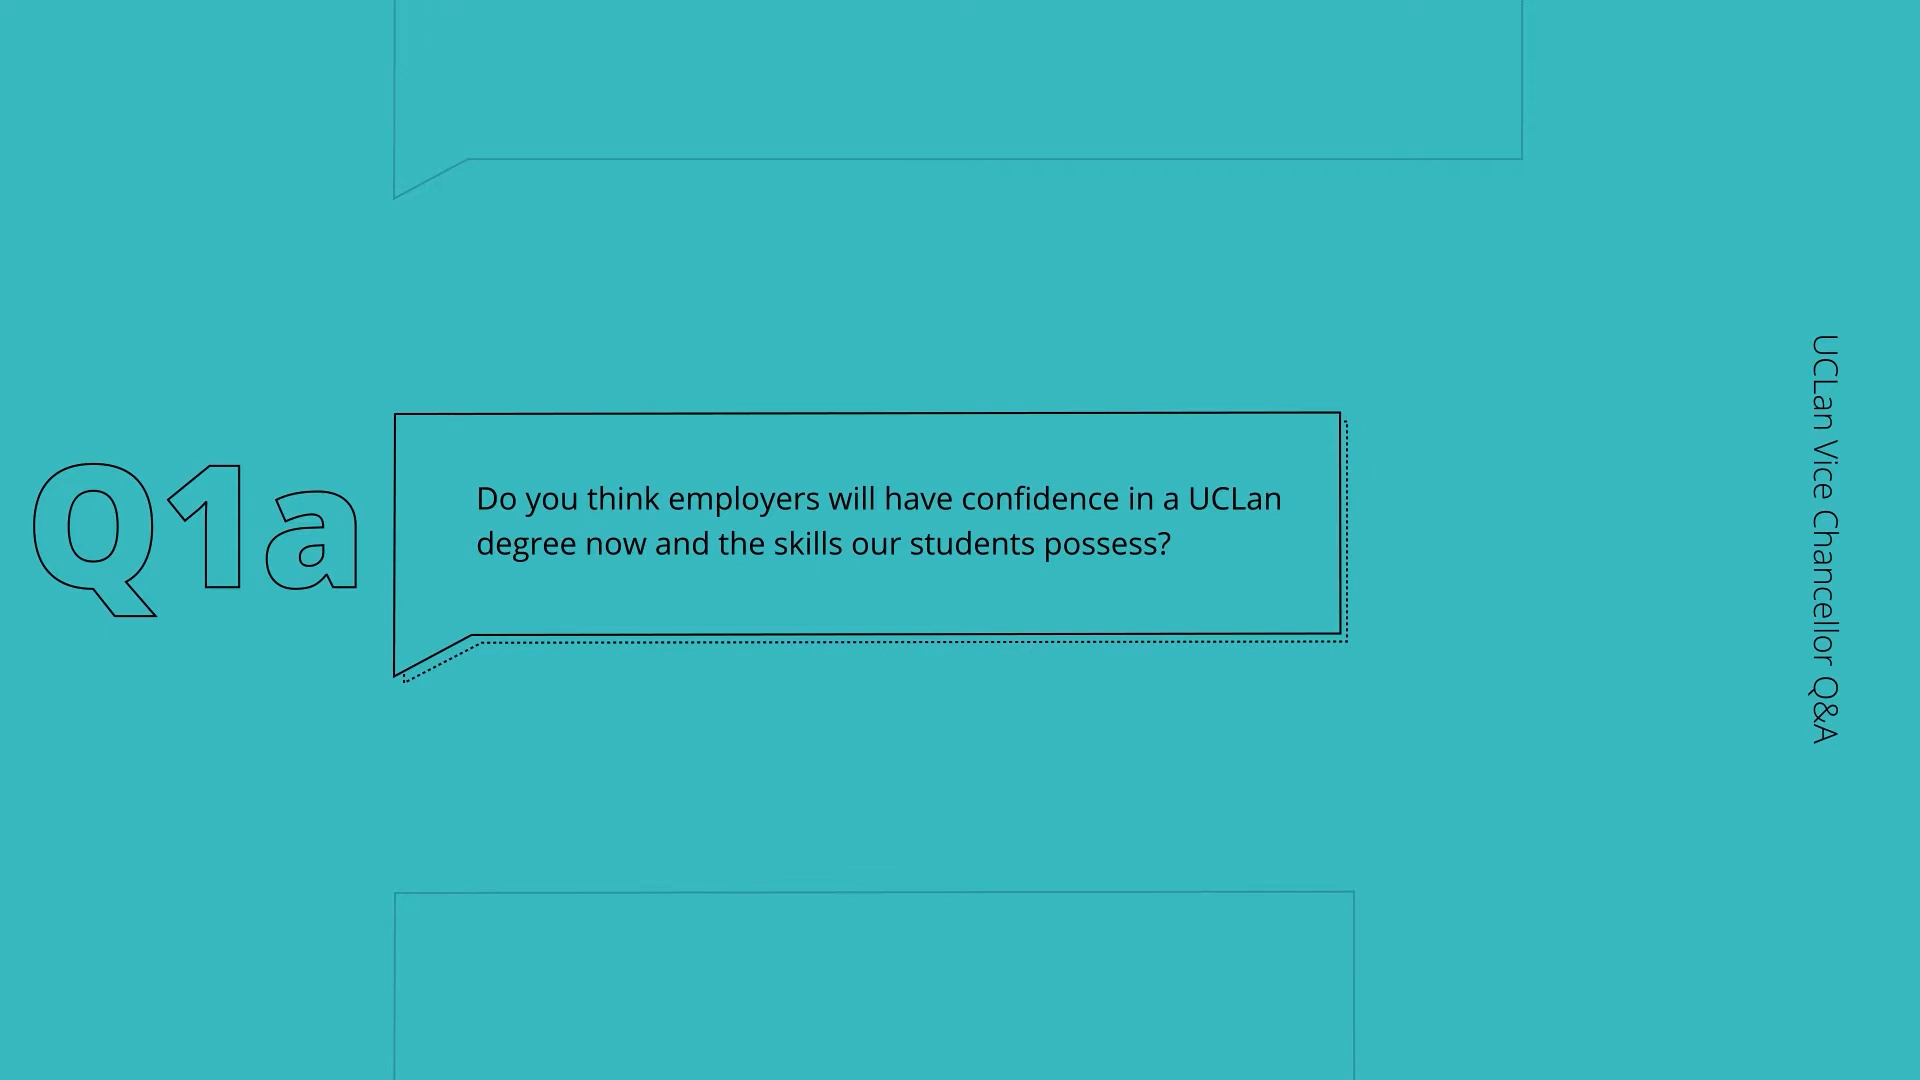 Q1a
Do you think employers will have confidence in a UCLan
degree now and the skills our students possess?
UCLan Vice Chancellor Q&A